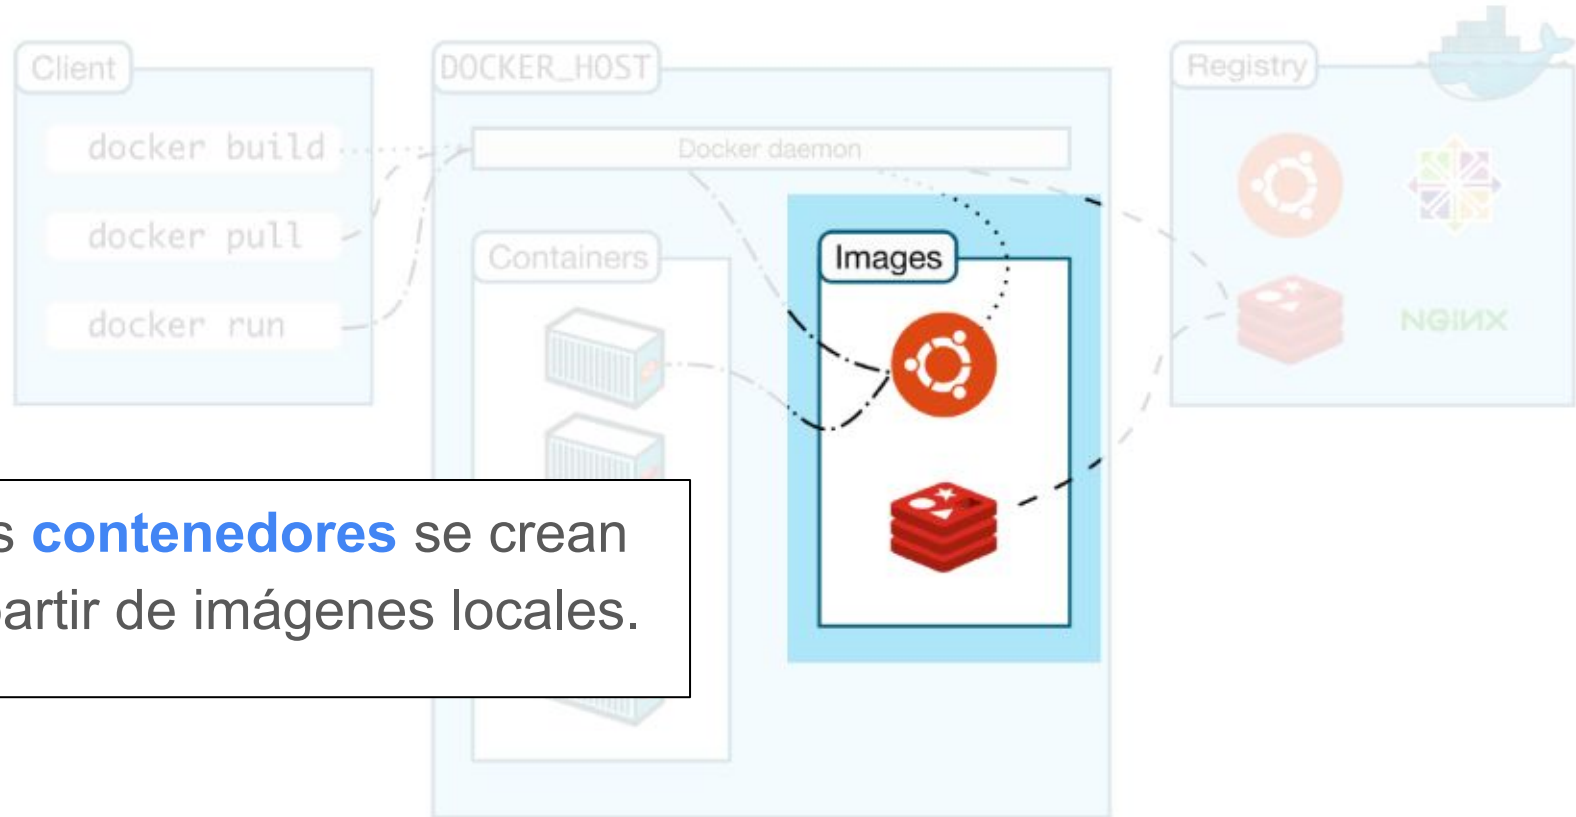 Client
DOCKER_HOST
Registry
docker build
Docker daemon
docker pull
Containers
Images
docker run
NGINX
s contenedores se crean
partir de imágenes locales.